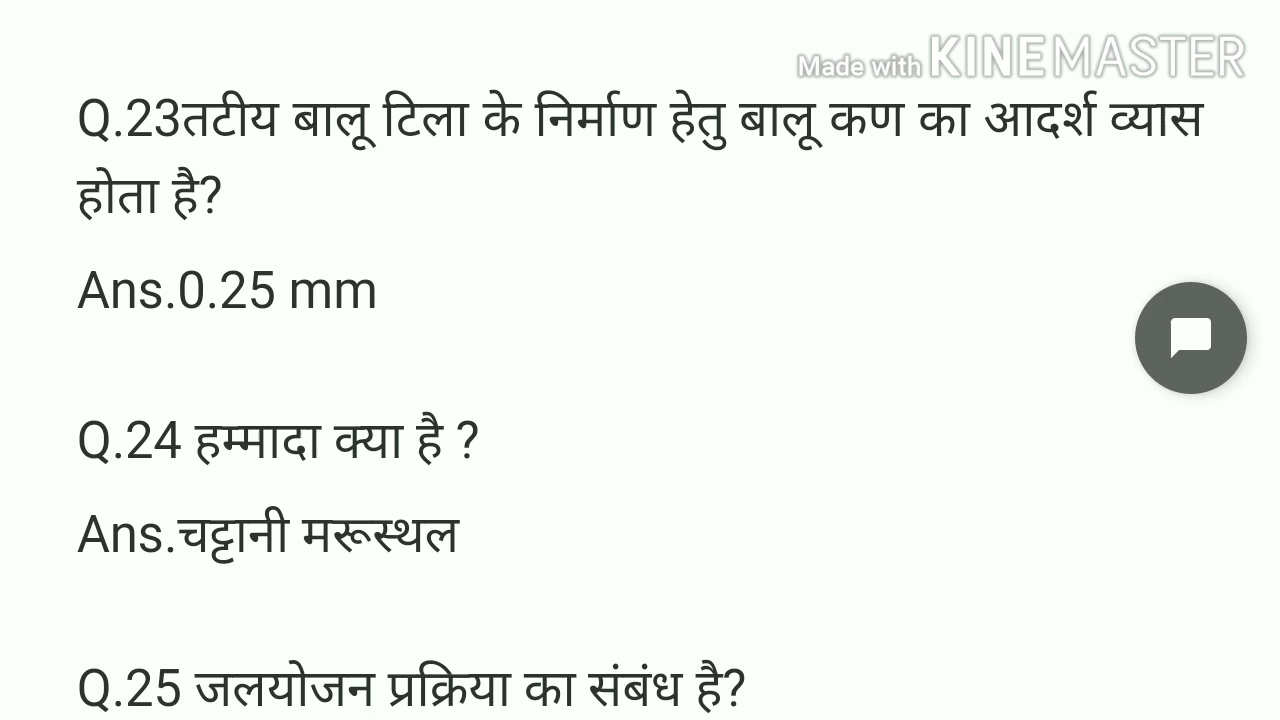 Made with KINEMASTER
Q.23तटीय बालू टिला के निर्माण हेतु बालू कण का आदर्श व्यास
होता है?
Ans.0.25 mm
Q.24 हम्मादा क्या है ?
Ans.चट्टानी मरूस्थल
Q.25 जलयोजन प्रक्रिया का संबंध है?